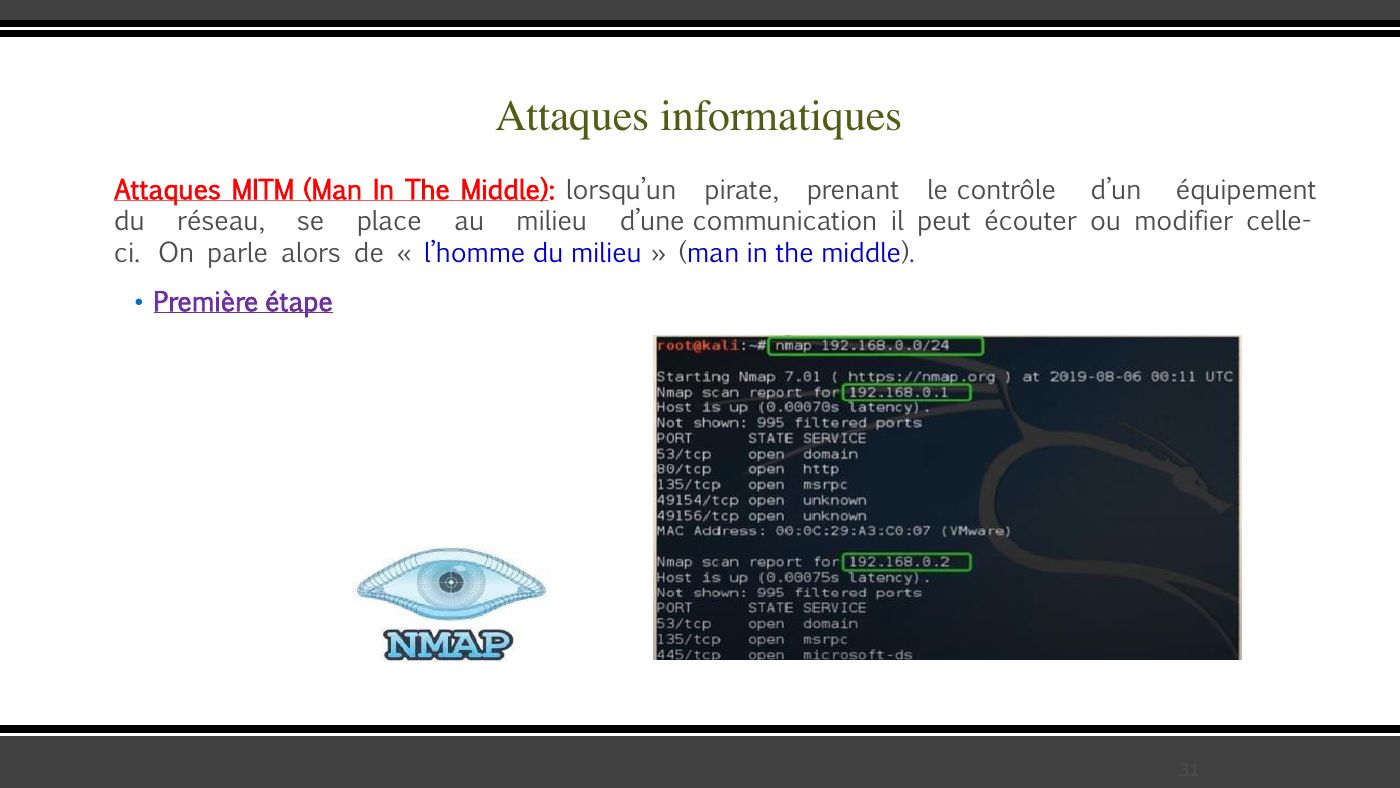 Attaques informatiques
Attaques MITM (Man In The Middle): lorsqu’un pirate, prenant le contrôle d’un équipement
du réseau, se place au milieu d’une communication il peut écouter ou modifier celle-
ci. On parle alors de « l’homme du milieu » (man in the middle).
• Première étape
root@kali:~# nmap 192.168.0.0/24
Starting Nmap 7.01 ( https://nmap.org ) at 2019-08-06 00:11 UTC
Nmap scan report for 192.168.0.1
Host is up (0.00070s latency).
Not shown: 995 filtered ports
PORT STATE SERVICE
53/tcp open domain
80/tcp open http
135/tcp open msrpc
49154/tcp open unknown
49156/tcp open unknown
MAC Address: 00:0C:29:A3:C0:07 (VMware)
Nmap scan report for 192.168.0.2
Host is up (0.00075s latency).
Not shown: 995 filtered ports
PORT STATE SERVICE
53/tcp open domain
135/tcp open msrpc
445/tcp open microsoft-ds
NMAP
31